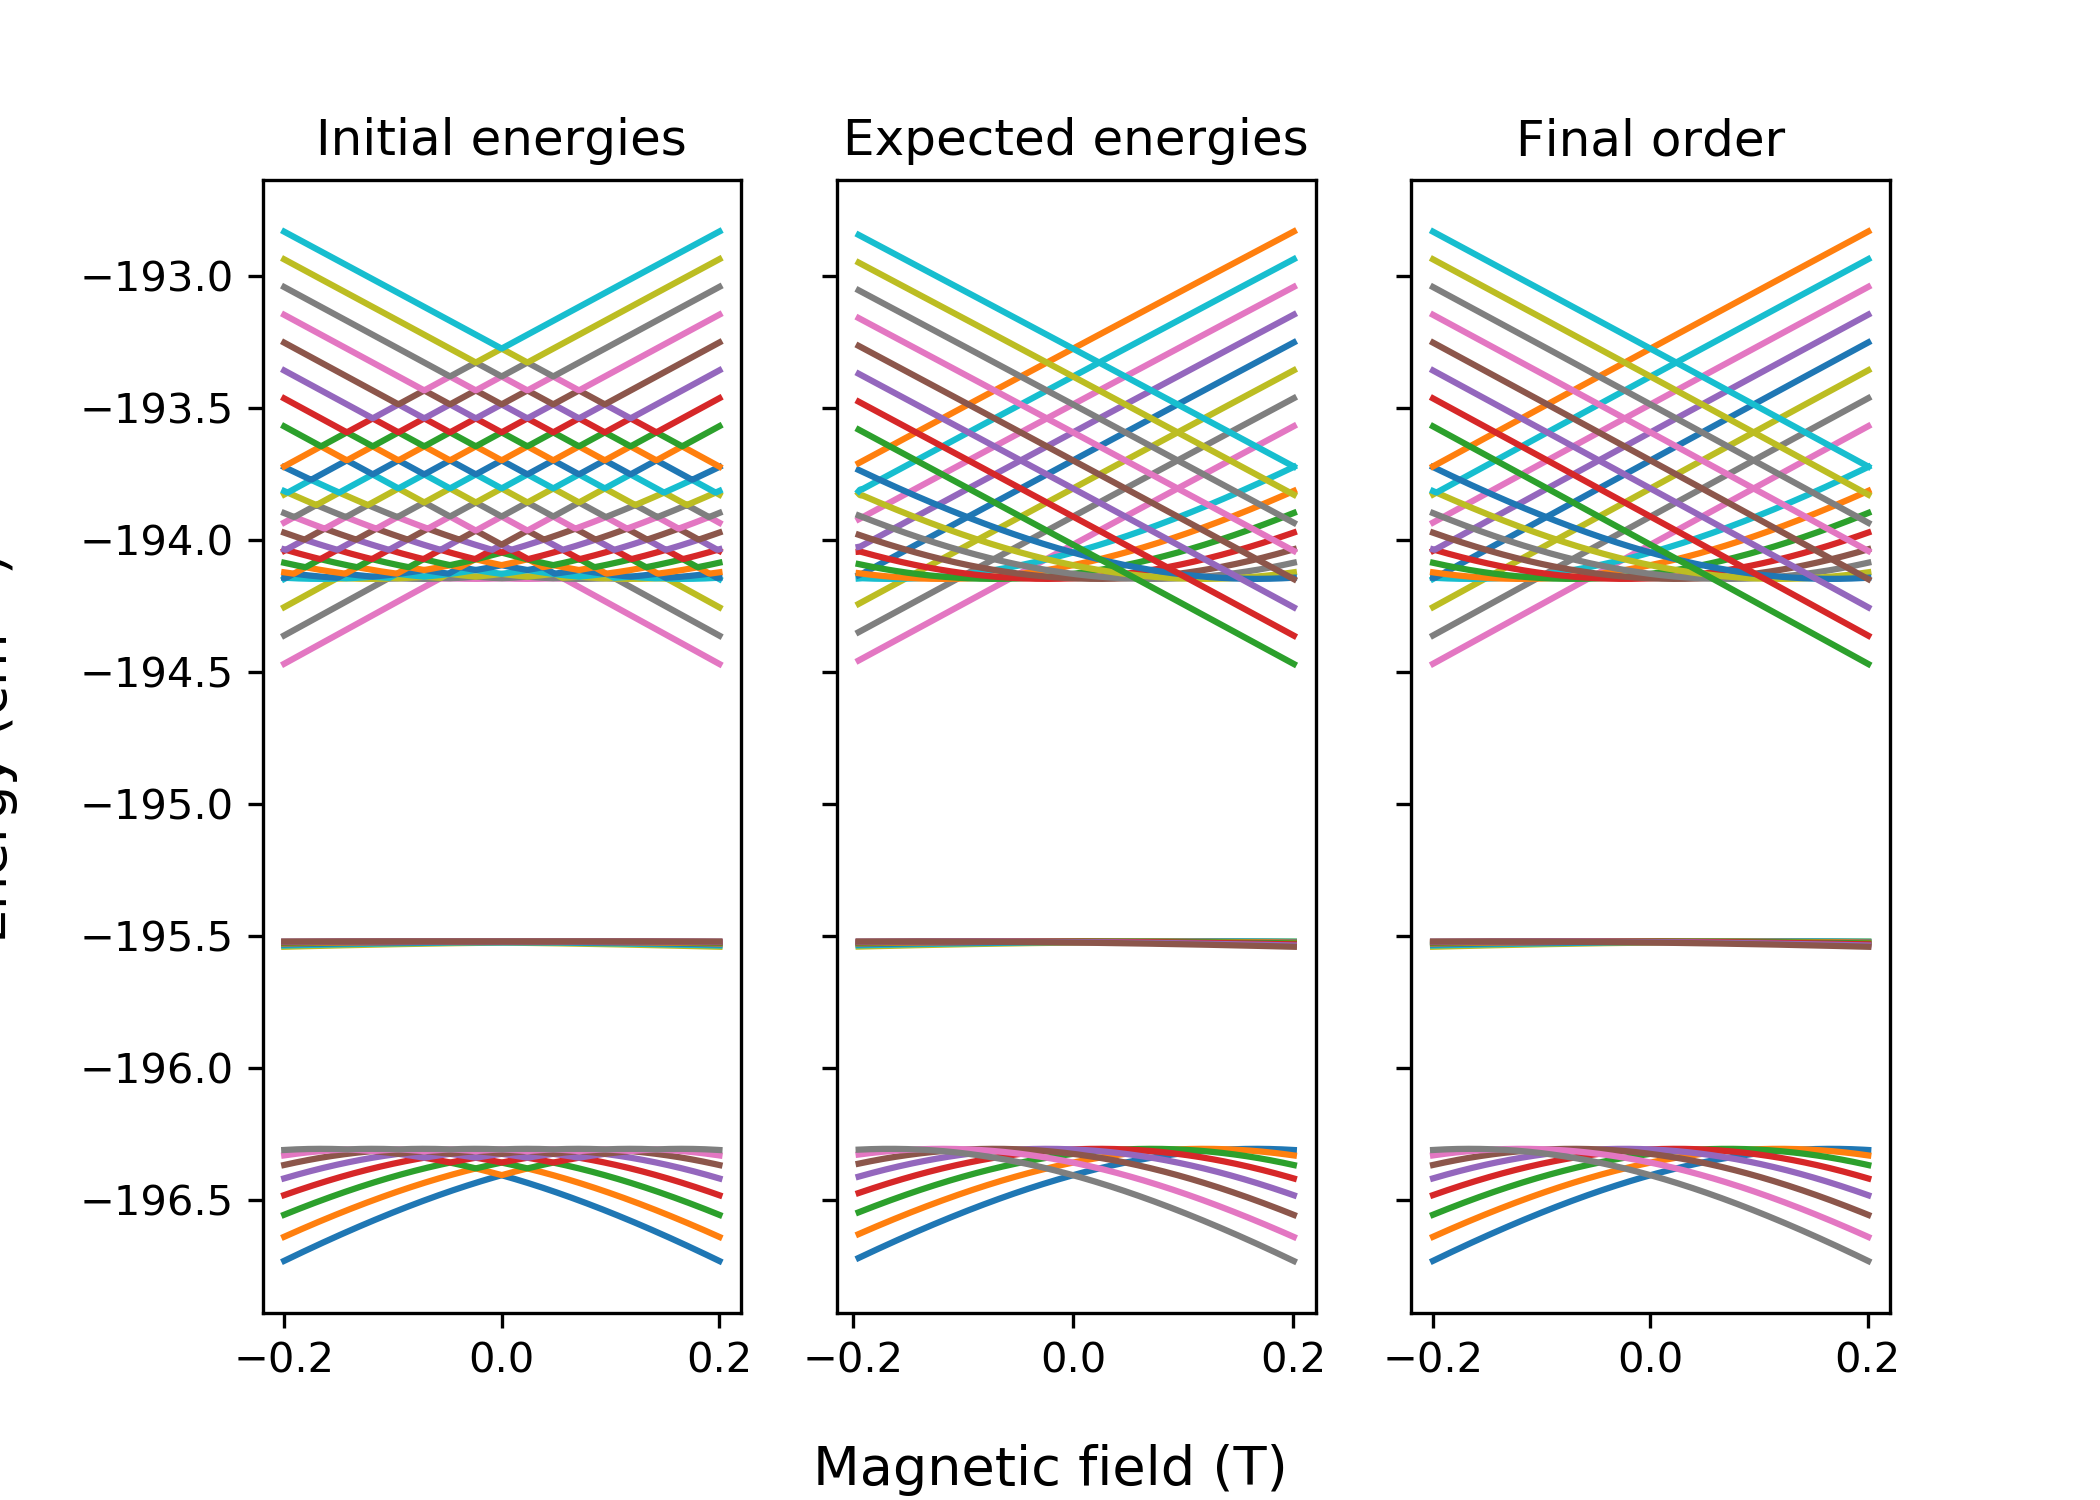 Initial energies
Expected energies
Final order
−193.0
−193.5
−194.0
−194.5
−195.0
−195.5
−196.0
−196.5
−0.2 0.0 0.2
−0.2 0.0 0.2
−0.2 0.0 0.2
Magnetic field (T)